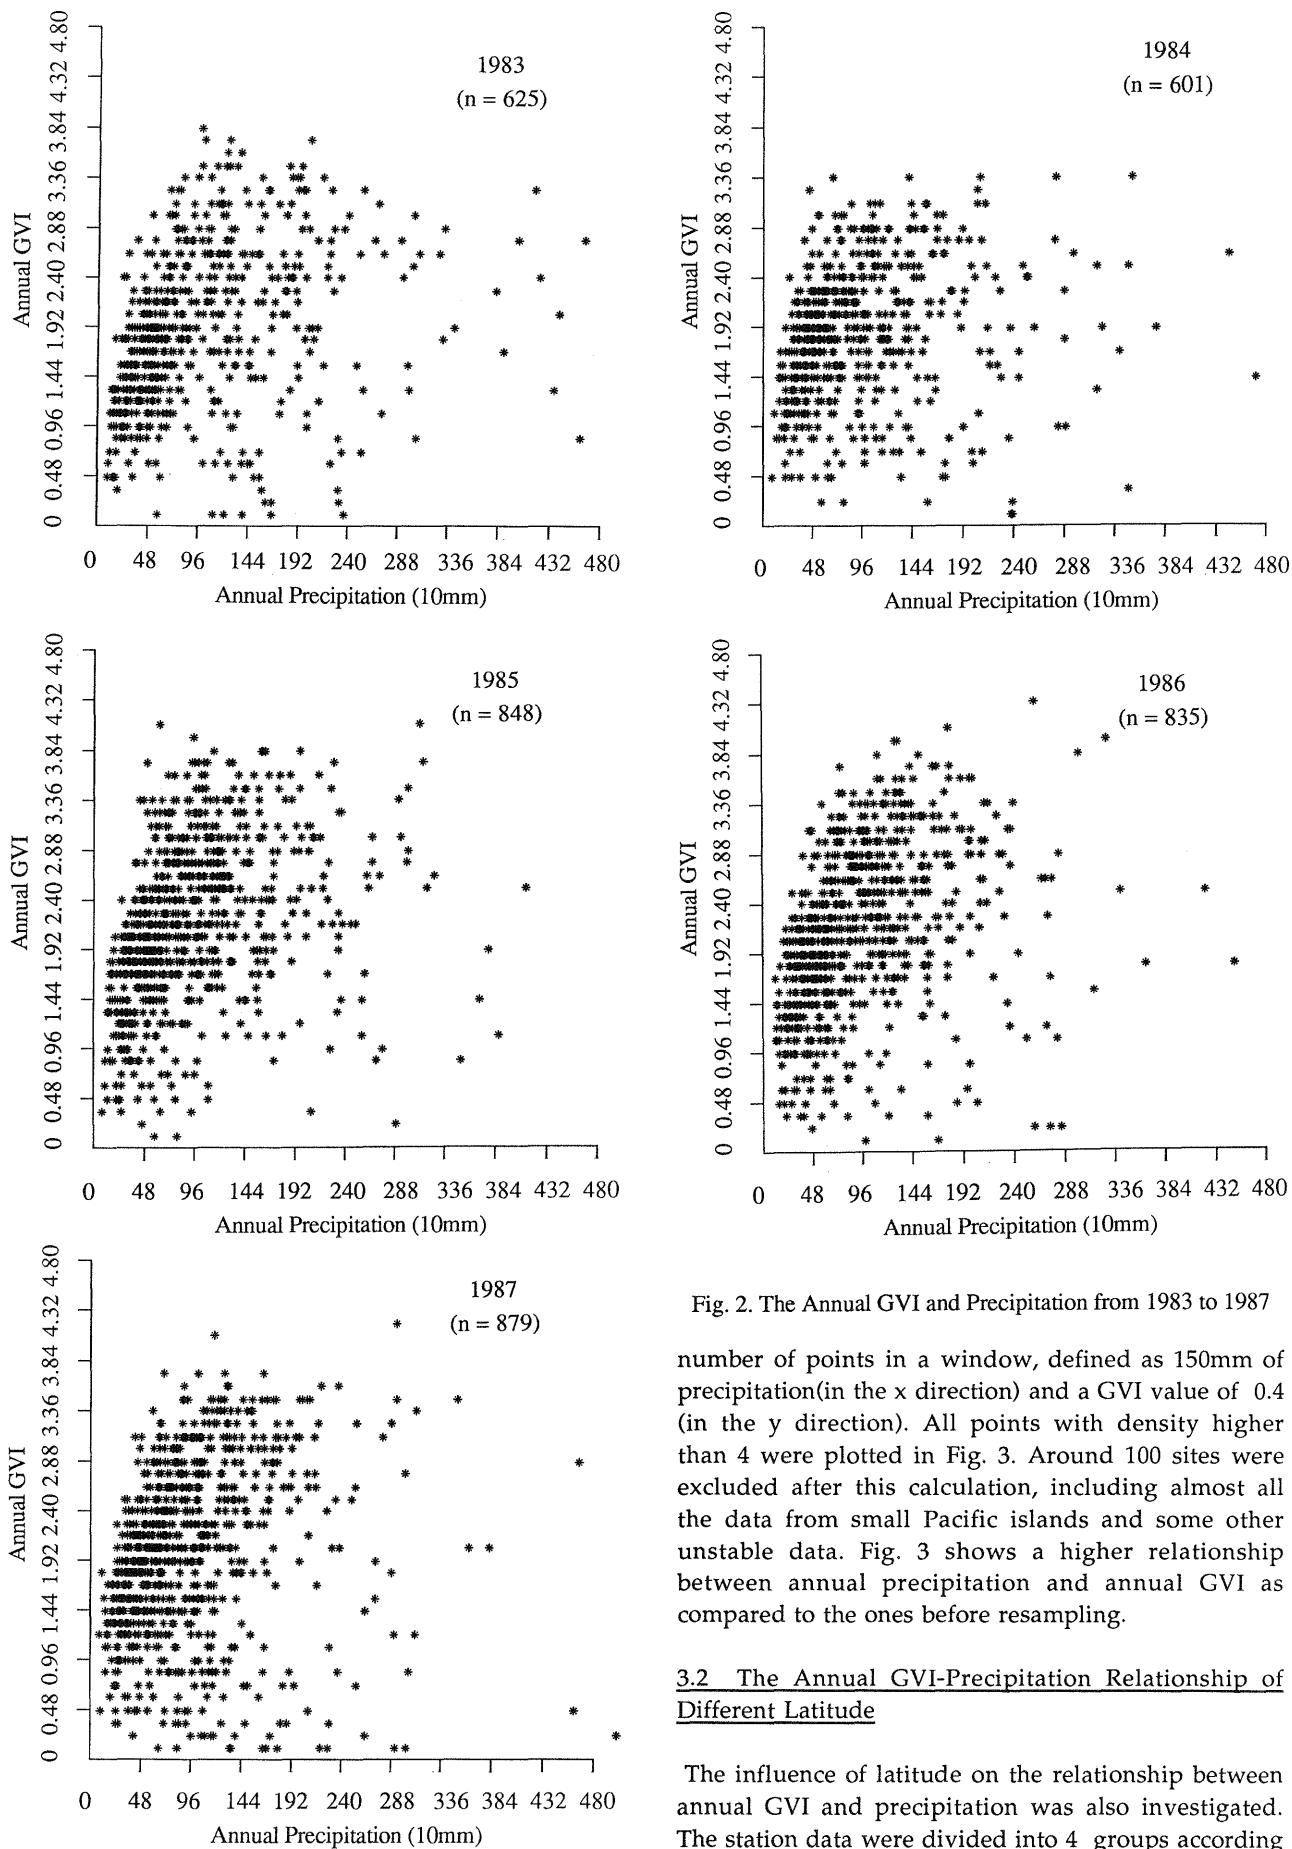 1983
(n = 625)
Annual GVI
0 0.48 0.96 1.44 1.92 2.40 2.88 3.36 3.84 4.32 4.80
0 48 96 144 192 240 288 336 384 432 480
Annual Precipitation (10mm)
1984
(n = 601)
Annual GVI
0 0.48 0.96 1.44 1.92 2.40 2.88 3.36 3.84 4.32 4.80
0 48 96 144 192 240 288 336 384 432 480
Annual Precipitation (10mm)
1985
(n = 848)
Annual GVI
0 0.48 0.96 1.44 1.92 2.40 2.88 3.36 3.84 4.32 4.80
0 48 96 144 192 240 288 336 384 432 480
Annual Precipitation (10mm)
1986
(n = 835)
Annual GVI
0 0.48 0.96 1.44 1.92 2.40 2.88 3.36 3.84 4.32 4.80
0 48 96 144 192 240 288 336 384 432 480
Annual Precipitation (10mm)
1987
(n = 879)
Annual GVI
0 0.48 0.96 1.44 1.92 2.40 2.88 3.36 3.84 4.32 4.80
0 48 96 144 192 240 288 336 384 432 480
Annual Precipitation (10mm)
Fig. 2. The Annual GVI and Precipitation from 1983 to 1987
number of points in a window, defined as 150mm of
precipitation(in the x direction) and a GVI value of 0.4
(in the y direction). All points with density higher
than 4 were plotted in Fig. 3. Around 100 sites were
excluded after this calculation, including almost all
the data from small Pacific islands and some other
unstable data. Fig. 3 shows a higher relationship
between annual precipitation and annual GVI as
compared to the ones before resampling.
3.2 The Annual GVI-Precipitation Relationship of
Different Latitude
The influence of latitude on the relationship between
annual GVI and precipitation was also investigated.
The station data were divided into 4 groups according